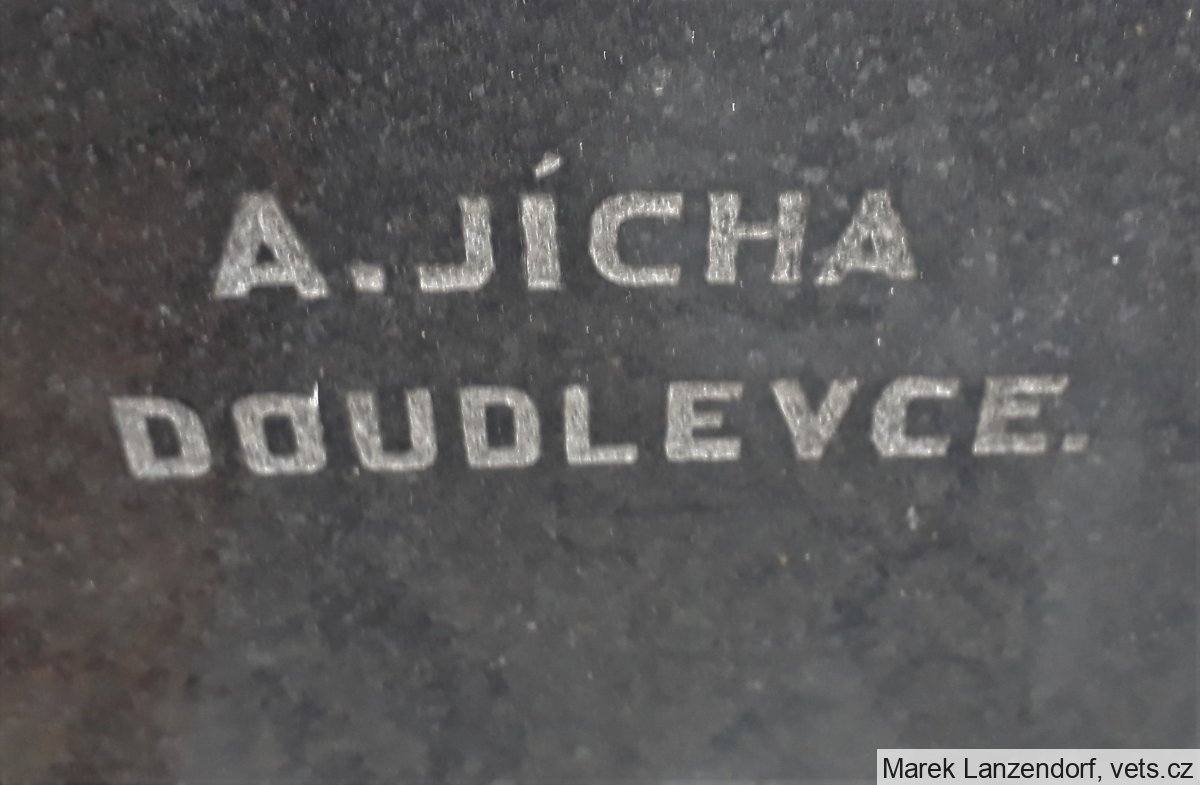 A. JÍCHA
DOUDLEVCE.
Marek Lanzendorf, vets.cz